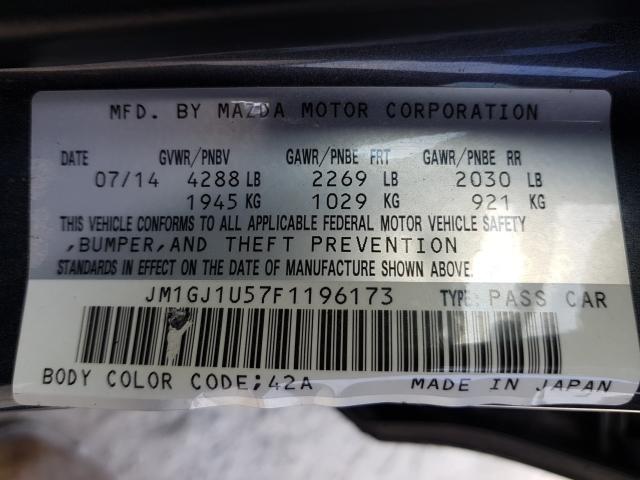 MFD. BY MAZDA MOTOR CORPORATION
DATE GVWR/PNBV GAWR/PNBE FRT GAWR/PNBE RR
07/14 4288 LB 2269 LB 2030 LB
1945 KG 1029 KG 921 KG
THIS VEHICLE CONFORMS TO ALL APPLICABLE FEDERAL MOTOR VEHICLE SAFETY
,BUMPER,AND THEFT PREVENTION
STANDARDS IN EFFECT ON THE DATE OF MANUFACTURE SHOWN ABOVE.
JM1GJ1U57F1196173 TYPE: PASS CAR
BODY COLOR CODE;42A MADE IN JAPAN